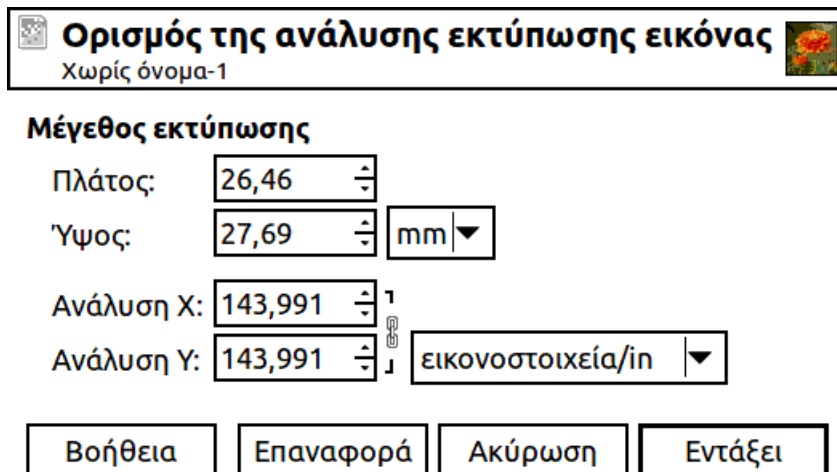 Ορισμός της ανάλυσης εκτύπωσης εικόνας
Χωρίς όνομα-1
Μέγεθος εκτύπωσης
Πλάτος: 26,46
Ύψος: 27,69 mm
Ανάλυση X: 143,991
Ανάλυση Y: 143,991 εικονοστοιχεία/in
Βοήθεια Επαναφορά Ακύρωση Εντάξει